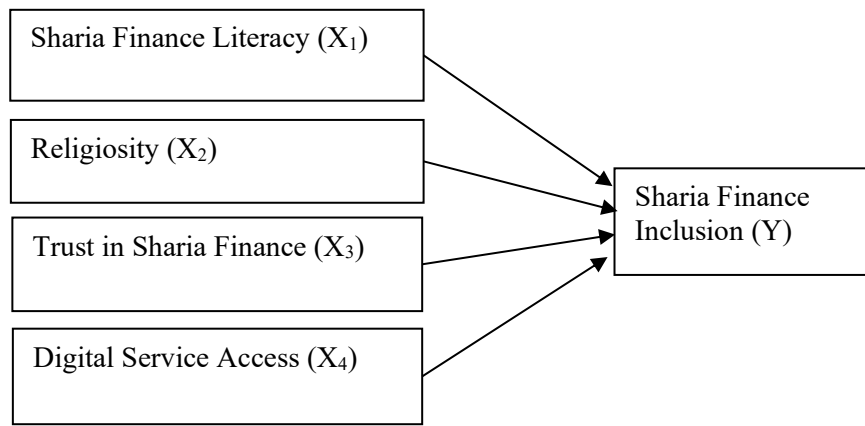 Sharia Finance Literacy (X₁)
Religiosity (X₂)
Trust in Sharia Finance (X₃)
Digital Service Access (X₄)
Sharia Finance
Inclusion (Y)